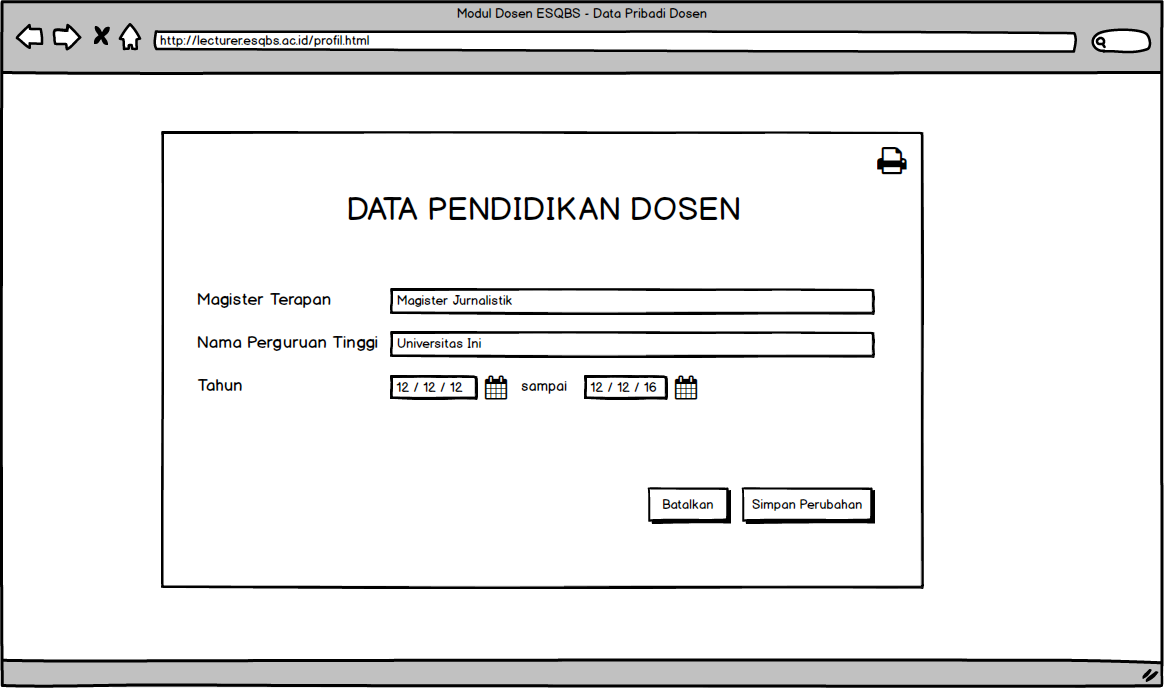 Modul Dosen ESQBS - Data Pribadi Dosen
http://lecturer.esqbs.ac.id/profil.html
DATA PENDIDIKAN DOSEN
Magister Terapan Magister Jurnalistik
Nama Perguruan Tinggi Universitas Ini
Tahun 12 / 12 / 12 sampai 12 / 12 / 16
Batalkan Simpan Perubahan